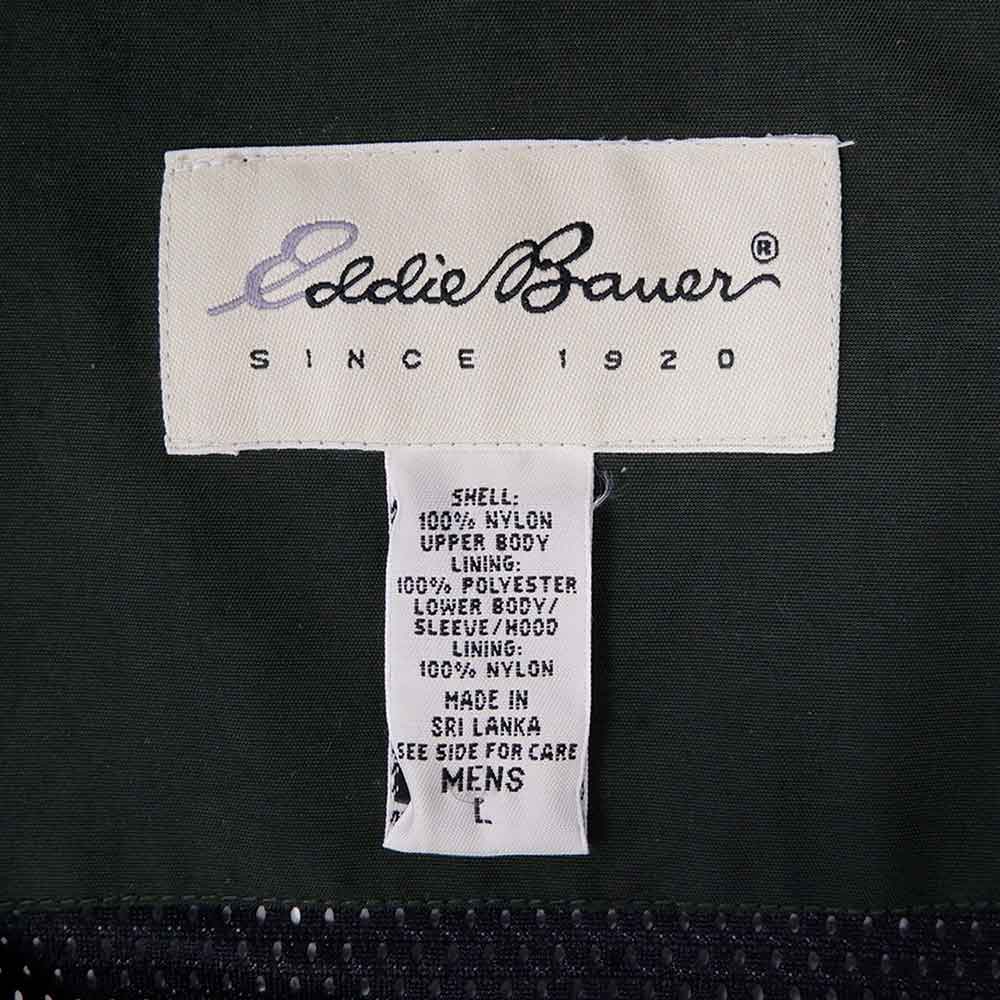 Eddie Bauer®
SINCE 1920
SHELL:
100% NYLON
UPPER BODY
LINING:
100% POLYESTER
LOWER BODY/
SLEEVE/HOOD
LINING:
100% NYLON
MADE IN
SRI LANKA
SEE SIDE FOR CARE
MENS
L